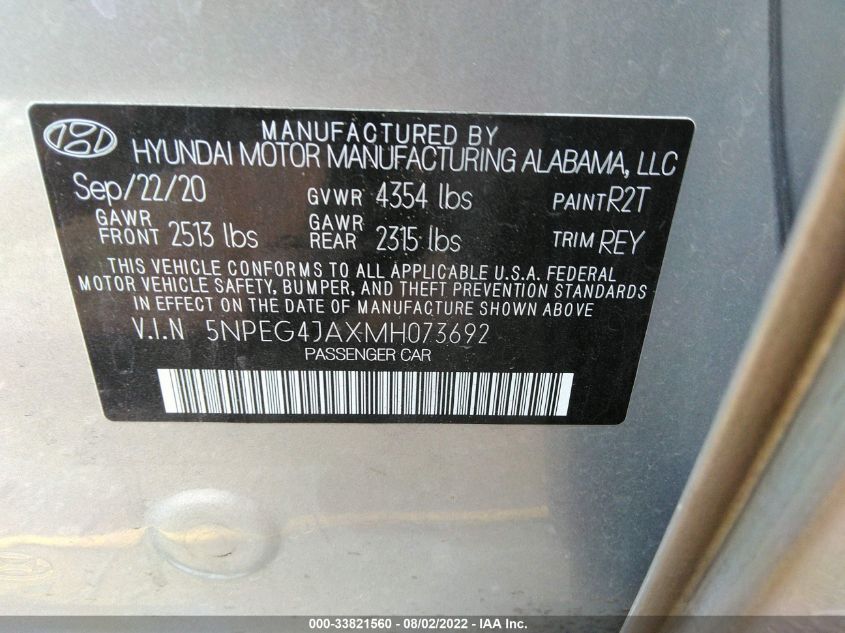 MANUFACTURED BY
HYUNDAI MOTOR MANUFACTURING ALABAMA, LLC
Sep/22/20 GVWR 4354 lbs PAINT R2T
GAWR FRONT 2513 lbs GAWR REAR 2315 lbs TRIM REY
THIS VEHICLE CONFORMS TO ALL APPLICABLE U.S.A. FEDERAL
MOTOR VEHICLE SAFETY, BUMPER, AND THEFT PREVENTION STANDARDS
IN EFFECT ON THE DATE OF MANUFACTURE SHOWN ABOVE
V.I.N 5NPEG4JAXMH073692
PASSENGER CAR
000-33821560 - 08/02/2022 - IAA Inc.